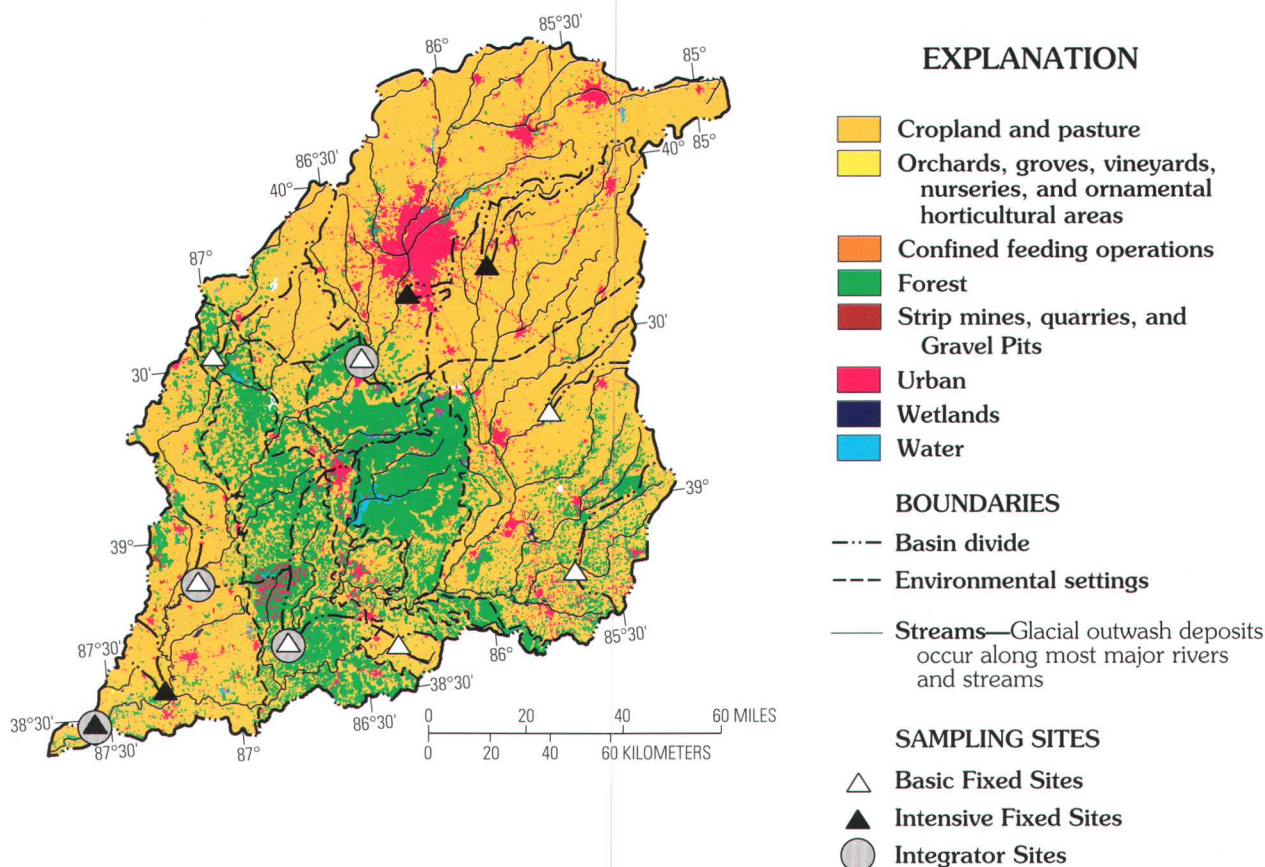 85°30'
86°
85°
85°
40°
86°30'
40°
87°
30'
30'
39°
39°
85°30'
86°
87°30'
38°30'
86°30'
38°30'
87°30'
87°
0 20 40 60 MILES
0 20 40 60 KILOMETERS
EXPLANATION
Cropland and pasture
Orchards, groves, vineyards,
nurseries, and ornamental
horticultural areas
Confined feeding operations
Forest
Strip mines, quarries, and
Gravel Pits
Urban
Wetlands
Water
BOUNDARIES
Basin divide
Environmental settings
Streams—Glacial outwash deposits
occur along most major rivers
and streams
SAMPLING SITES
Basic Fixed Sites
Intensive Fixed Sites
Integrator Sites